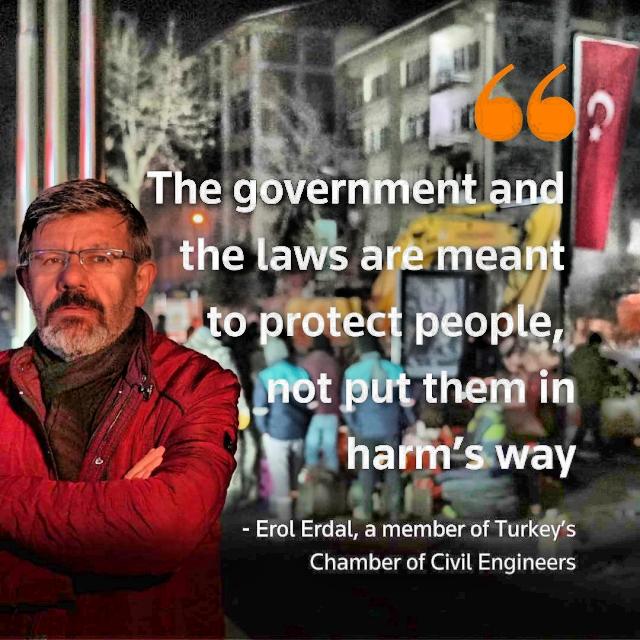 “
The government and
the laws are meant
to protect people,
not put them in
harm’s way
- Erol Erdal, a member of Turkey’s
Chamber of Civil Engineers